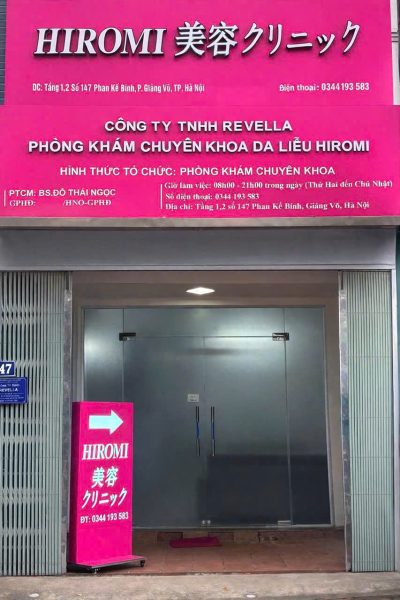 HIROMI 美容クリニック
DC: Tầng 1,2 Số 147 Phan Kế Bính, P. Giảng Võ, TP. Hà Nội
Điện thoại: 0344 193 583
CÔNG TY TNHH REVELLA
PHÒNG KHÁM CHUYÊN KHOA DA LIỄU HIROMI
HÌNH THỨC TỔ CHỨC: PHÒNG KHÁM CHUYÊN KHOA
PTCM: BS.ĐỖ THÁI NGỌC
GPHĐ: /HNO-GPHĐ
Giờ làm việc: 08h00 - 21h00 trong ngày (Thứ Hai đến Chủ Nhật)
Số điện thoại: 0344 193 583
Địa chỉ: Tầng 1,2 số 147 Phan Kế Bính, Giảng Võ, Hà Nội
47
REVELLA
HIROMI
美容
クリニック
ĐT: 0344 193 583